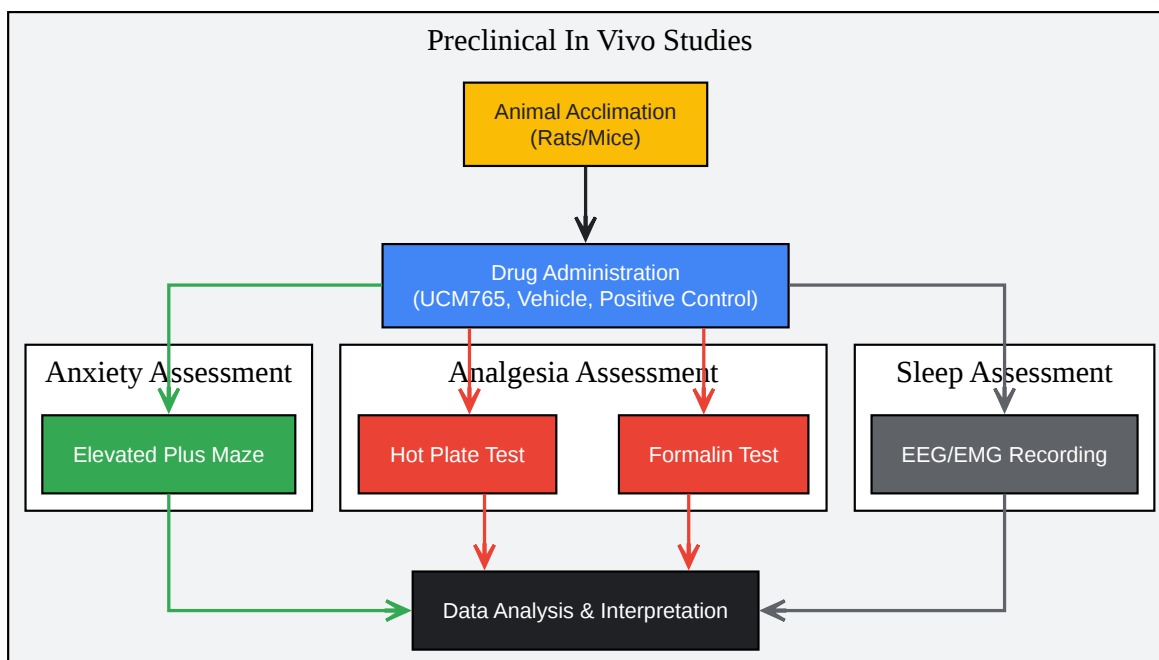 Preclinical In Vivo Studies
Animal Acclimation
(Rats/Mice)
Drug Administration
(UCM765, Vehicle, Positive Control)
Anxiety Assessment
Analgesia Assessment
Sleep Assessment
Elevated Plus Maze
Hot Plate Test
Formalin Test
EEG/EMG Recording
Data Analysis & Interpretation